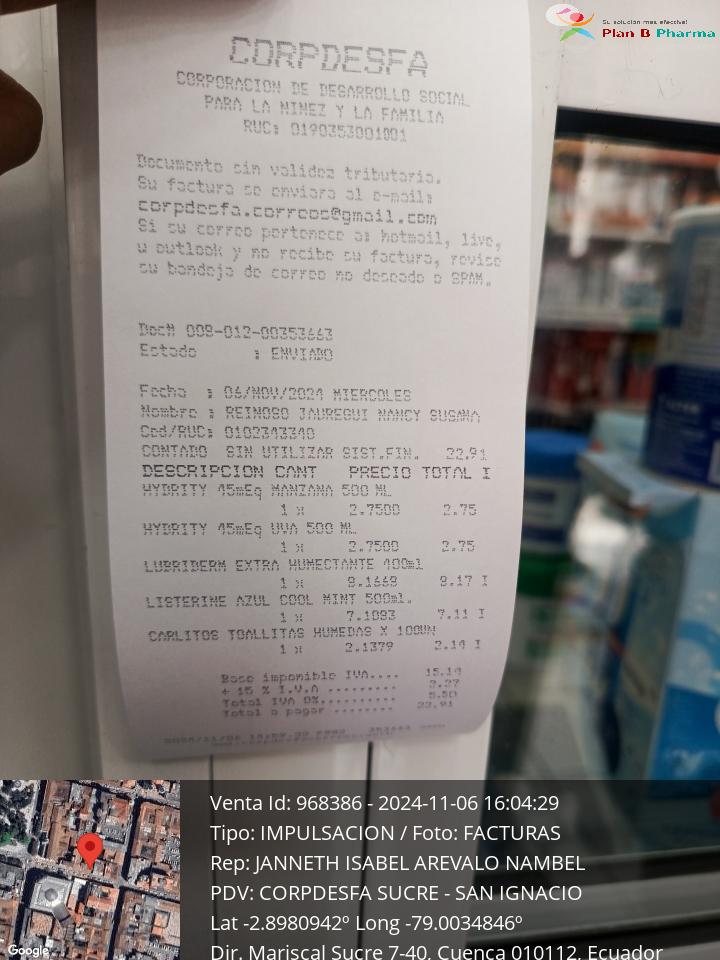 Su solución más efectiva!
Plan B Pharma
CORPDESFA
CORPORACION DE DESARROLLO SOCIAL
PARA LA NINEZ Y LA FAMILIA
RUC: 0190353001001
Documento sin validez tributaria.
Su factura se enviara al e-mail:
corpdesfa.correos@gmail.com
Si su correo pertenece a: hotmail, live,
u outlook y no recibe su factura, revise
su bandeja de correo no deseado o SPAM.
Doc# 008-012-00353663
Estado : ENVIADO
Fecha : 06/NOV/2024 MIERCOLES
Nombre : REINOSO JAUREGUI NANCY SUSANA
Ced/RUC: 0102343340
CONTADO SIN UTILIZAR SIST.FIN. 22.91
DESCRIPCION CANT PRECIO TOTAL I
HYDRITY 45mEq MANZANA 500 ML
1 x 2.7500 2.75
HYDRITY 45mEq UVA 500 ML
1 x 2.7500 2.75
LUBRIDERM EXTRA HUMECTANTE 400ml
1 x 8.17 I
LISTERINE AZUL COOL MINT 500ml.
1 x 7.1083 7.11 I
CARLITOS TOALLITAS HUMEDAS X 100UN
1 x 2.1379 2.14 I
Base imponible IVA.... 15.14
+ 15 % I.V.A ......... 2.27
Total IVA 0%.......... 5.50
Total a pagar ........ 22.91
Venta Id: 968386 - 2024-11-06 16:04:29
Tipo: IMPULSACION / Foto: FACTURAS
Rep: JANNETH ISABEL AREVALO NAMBEL
PDV: CORPDESFA SUCRE - SAN IGNACIO
Lat -2.8980942º Long -79.0034846º
Dir. Mariscal Sucre 7-40, Cuenca 010112, Ecuador
Google